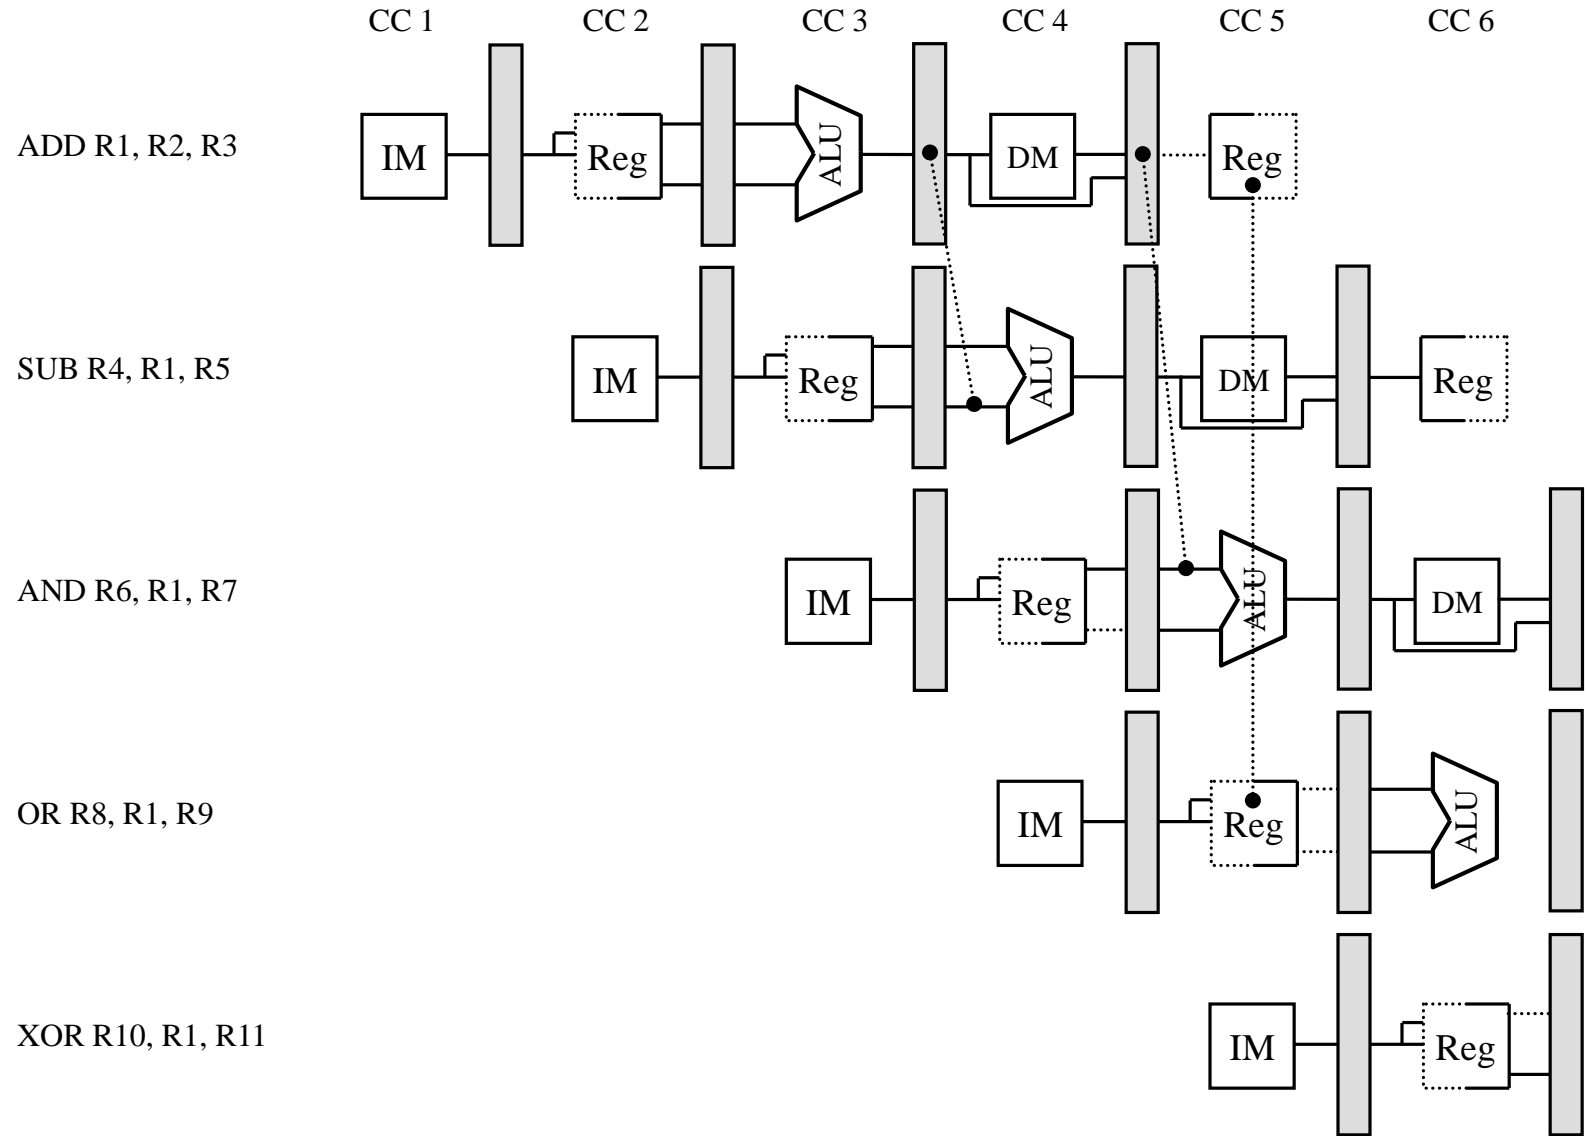 CC 1 CC 2 CC 3 CC 4 CC 5 CC 6
ADD R1, R2, R3 IM Reg ALU DM Reg
SUB R4, R1, R5 IM Reg ALU DM Reg
AND R6, R1, R7 IM Reg ALU DM
OR R8, R1, R9 IM Reg ALU
XOR R10, R1, R11 IM Reg